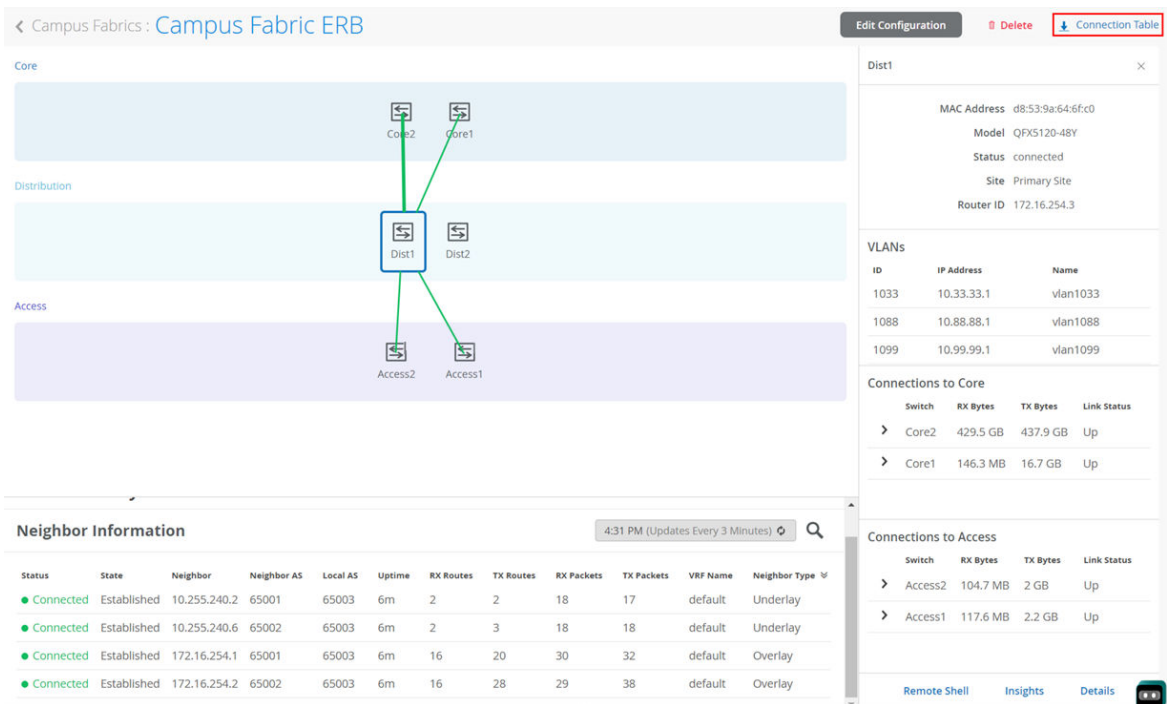 Campus Fabrics : Campus Fabric ERB
Edit Configuration
Delete
Connection Table
Core
Core2
Core1
Distribution
Dist1
Dist2
Access
Access2
Access1
Neighbor Information
4:31 PM (Updates Every 3 Minutes)
Status State Neighbor Neighbor AS Local AS Uptime RX Routes TX Routes RX Packets TX Packets VRF Name Neighbor Type
Connected Established 10.255.240.2 65001 65003 6m 2 2 18 17 default Underlay
Connected Established 10.255.240.6 65002 65003 6m 2 3 18 18 default Underlay
Connected Established 172.16.254.1 65001 65003 6m 16 20 30 32 default Overlay
Connected Established 172.16.254.2 65002 65003 6m 16 28 29 38 default Overlay
Dist1
MAC Address d8:53:9a:64:6f:c0
Model QFX5120-48Y
Status connected
Site Primary Site
Router ID 172.16.254.3
VLANs
ID IP Address Name
1033 10.33.33.1 vlan1033
1088 10.88.88.1 vlan1088
1099 10.99.99.1 vlan1099
Connections to Core
Switch RX Bytes TX Bytes Link Status
Core2 429.5 GB 437.9 GB Up
Core1 146.3 MB 16.7 GB Up
Connections to Access
Switch RX Bytes TX Bytes Link Status
Access2 104.7 MB 2 GB Up
Access1 117.6 MB 2.2 GB Up
Remote Shell Insights Details